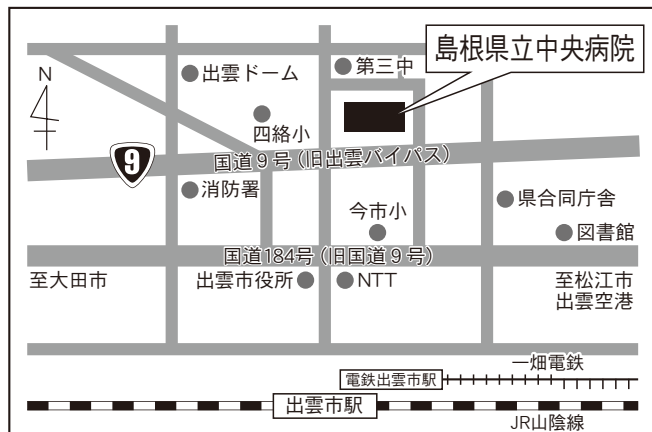 島根県立中央病院
第三中
出雲ドーム
N
四絡小
国道9号(旧出雲バイパス)
9
消防署
県合同庁舎
今市小
図書館
国道184号(旧国道9号)
至大田市
出雲市役所
NTT
至松江市
出雲空港
一畑電鉄
電鉄出雲市駅
出雲市駅
JR山陰線